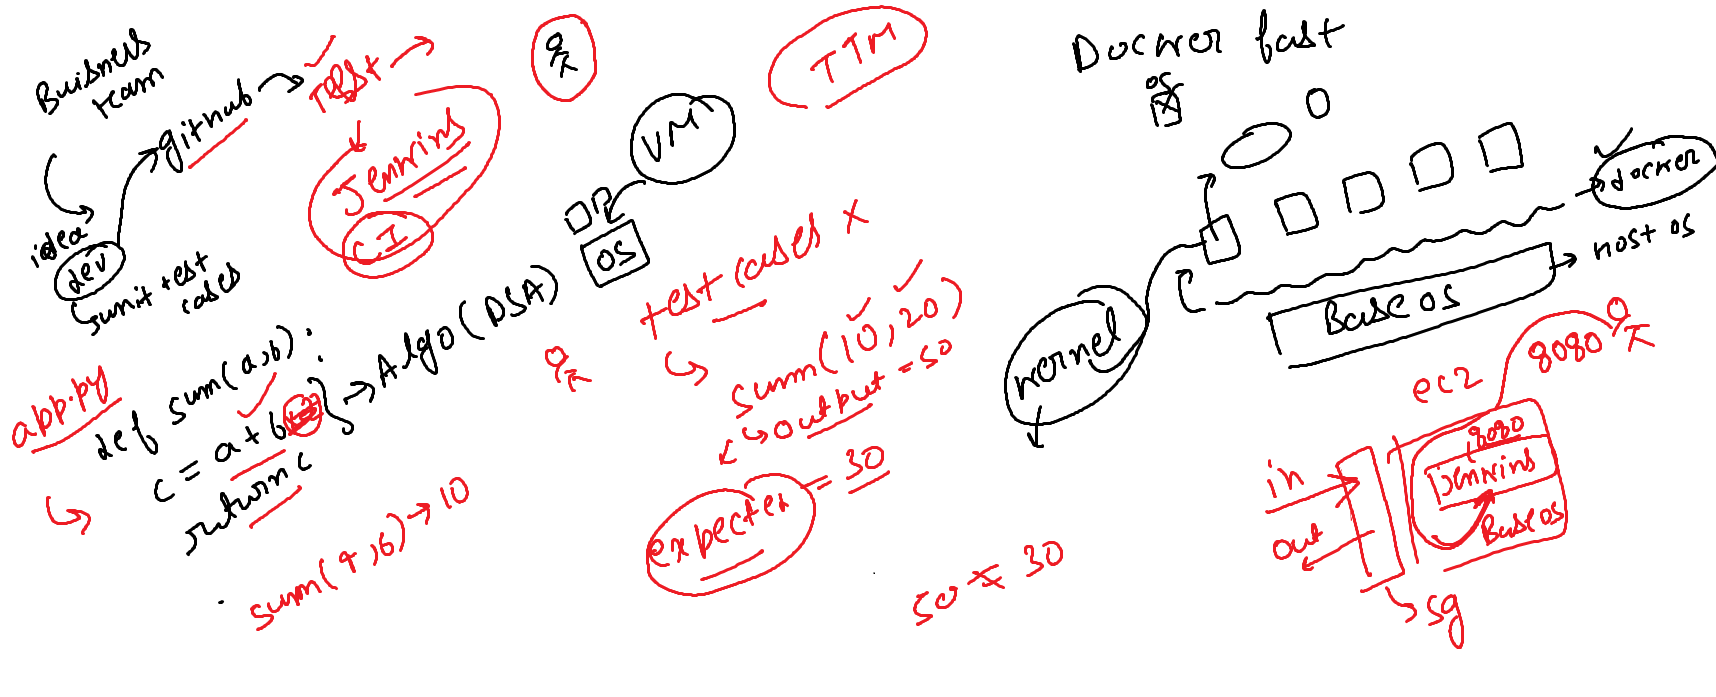 Buisness
team
idea
dev
github
Test
Jenkins
CI
TTM
VM
OS
unit test
cases
app.py
def sum(a,b):
c = a + b
return c
Algo (DSA)
sum(4,6) → 10
test cases x
sum(10,20)
output = 50
expected = 30
50 ≠ 30
Docker fast
os
docker
host os
Base os
kernel
ec2
8080
8080
jenkins
Base os
in
out
sg